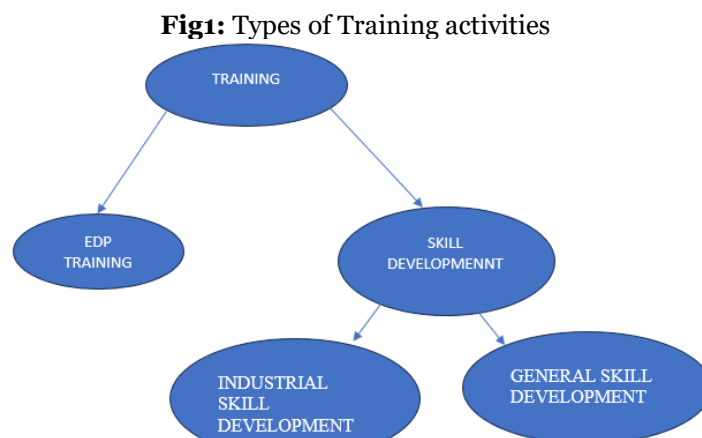 Fig1: Types of Training activities
TRAINING
EDP
TRAINING
SKILL
DEVELOPMENNT
INDUSTRIAL
SKILL
DEVELOPMENT
GENERAL SKILL
DEVELOPMENT